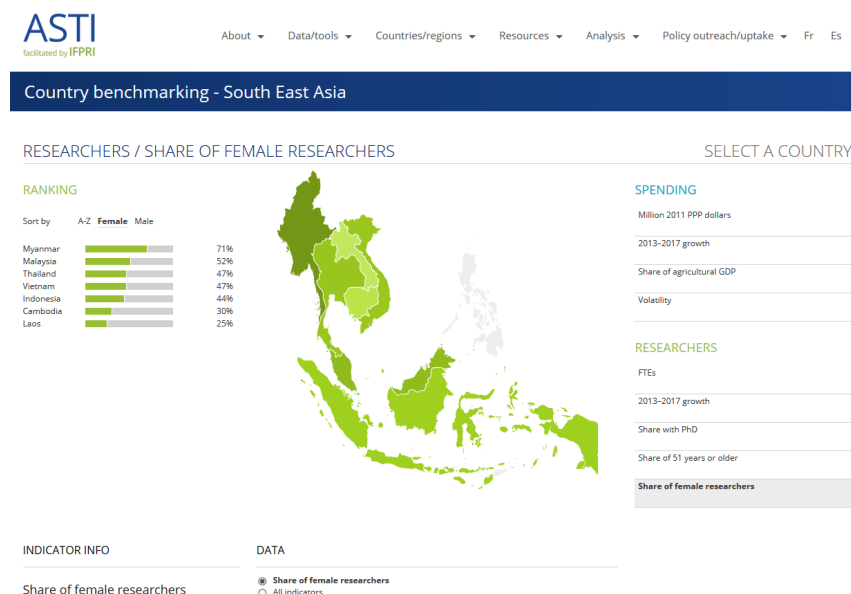 ASTI
facilitated by IFPRI
About Data/tools Countries/regions Resources Analysis Policy outreach/uptake Fr Es
Country benchmarking - South East Asia
RESEARCHERS / SHARE OF FEMALE RESEARCHERS
SELECT A COUNTRY
RANKING
Sort by A-Z Female Male
Myanmar 71%
Malaysia 52%
Thailand 47%
Vietnam 47%
Indonesia 44%
Cambodia 30%
Laos 25%
SPENDING
Million 2011 PPP dollars
2013–2017 growth
Share of agricultural GDP
Volatility
RESEARCHERS
FTEs
2013–2017 growth
Share with PhD
Share of 51 years or older
Share of female researchers
INDICATOR INFO
Share of female researchers
DATA
Share of female researchers
All indicators